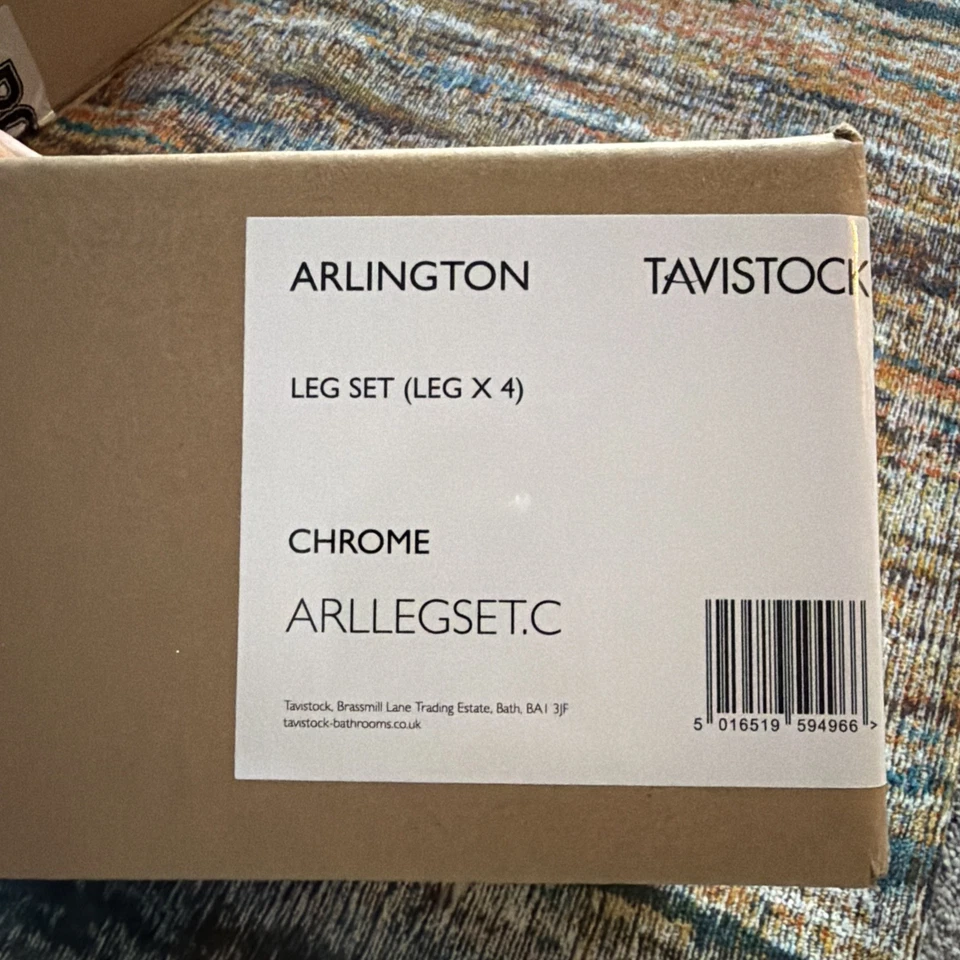 ARLINGTON TAVISTOCK
LEG SET (LEG X 4)
CHROME
ARLLEGSET.C
Tavistock, Brassmill Lane Trading Estate, Bath, BA1 3JF
tavistock-bathrooms.co.uk
5 016519 594966 >